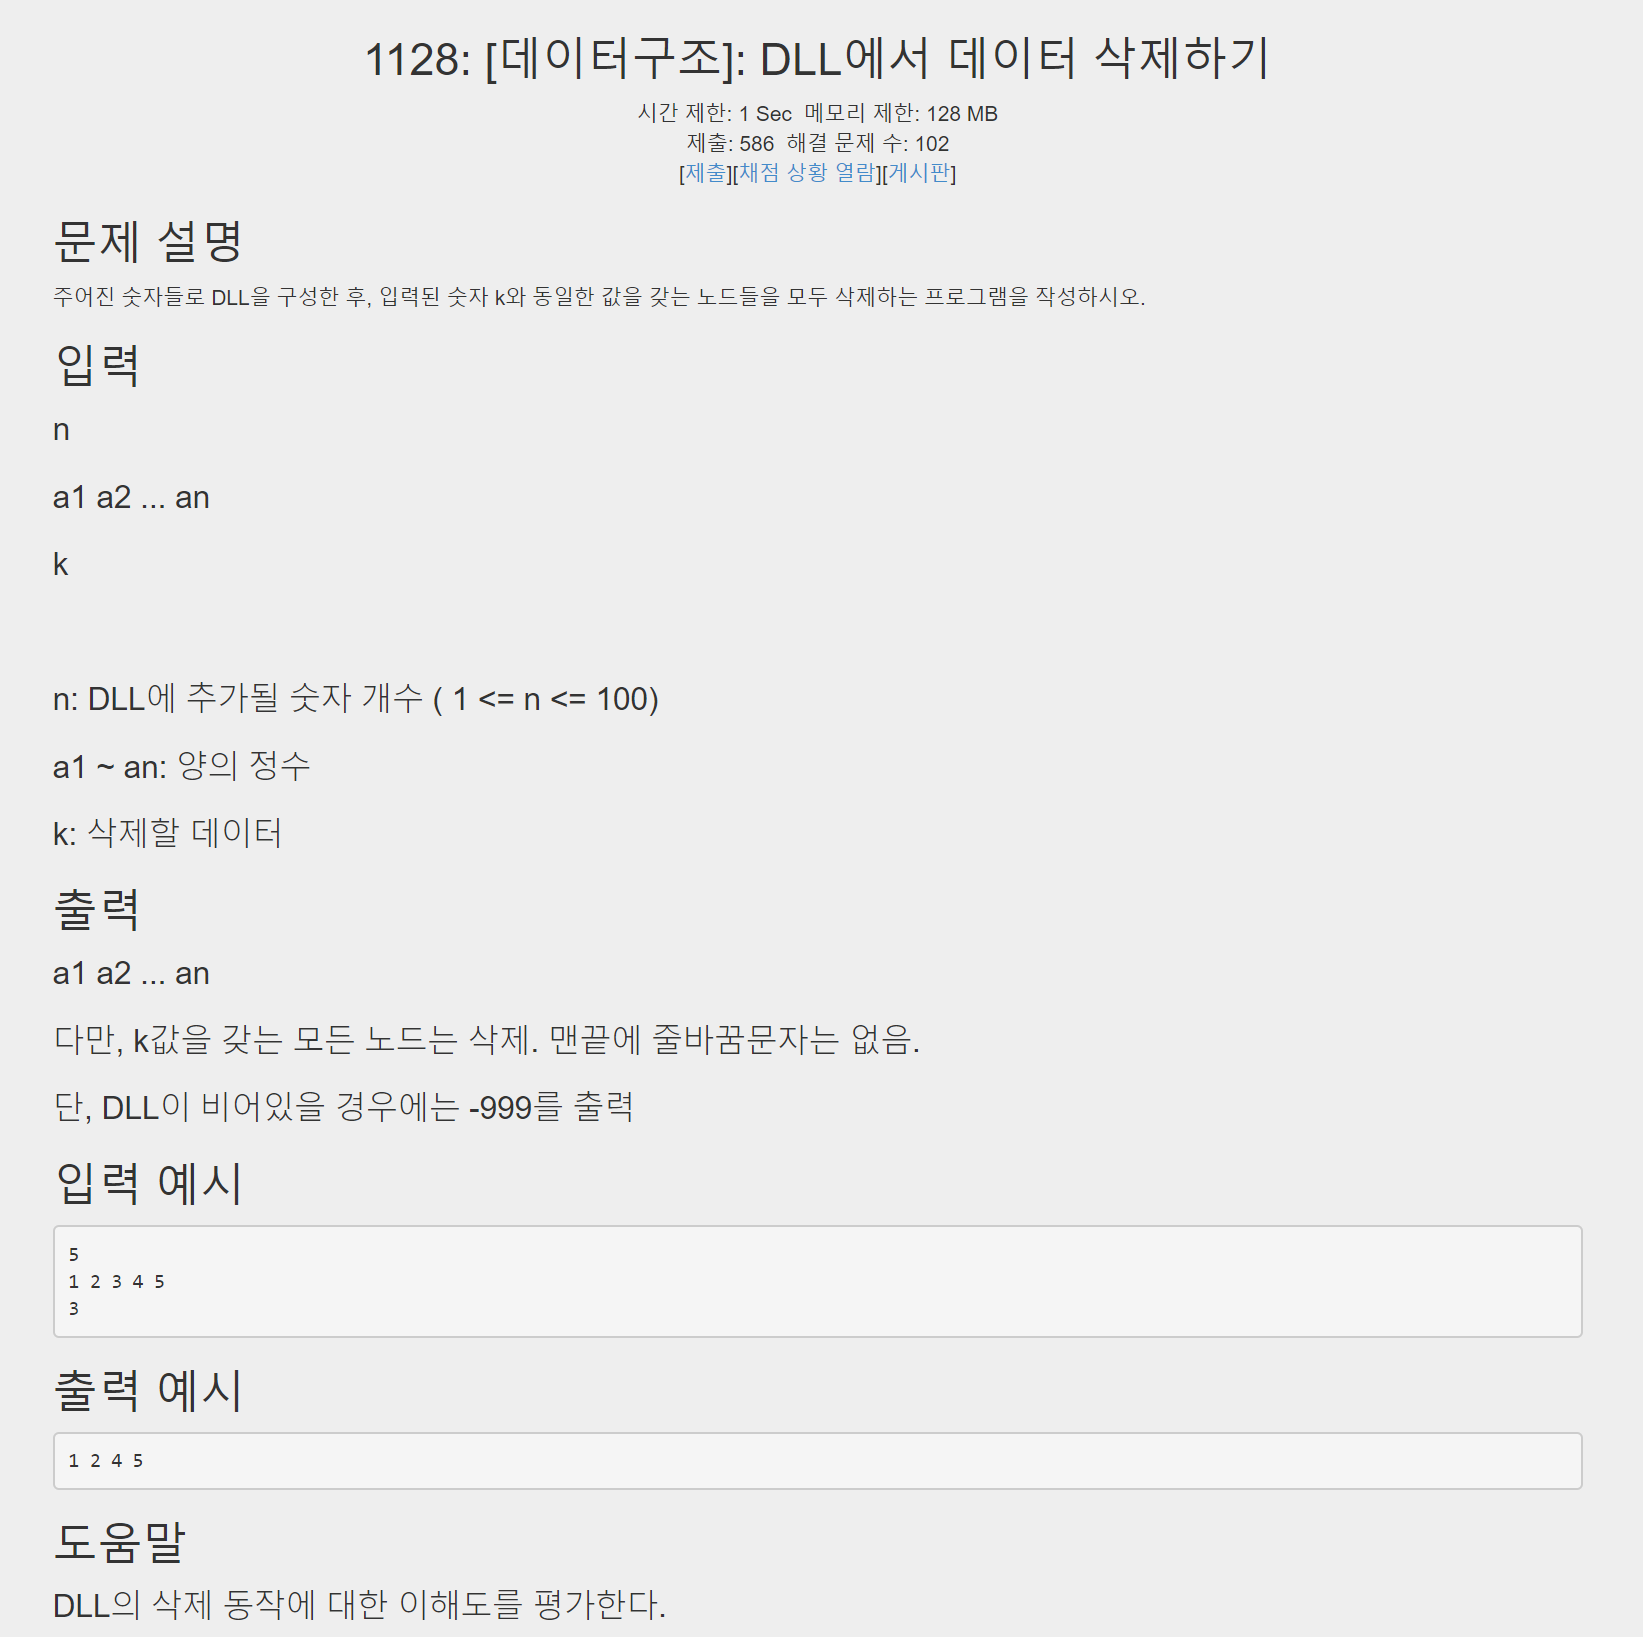 1128: [데이터구조]: DLL에서 데이터 삭제하기
시간 제한: 1 Sec 메모리 제한: 128 MB
제출: 586 해결 문제 수: 102
[제출][채점 상황 열람][게시판]
문제 설명
주어진 숫자들로 DLL을 구성한 후, 입력된 숫자 k와 동일한 값을 갖는 노드들을 모두 삭제하는 프로그램을 작성하시오.
입력
n
a1 a2 ... an
k
n: DLL에 추가될 숫자 개수 ( 1 <= n <= 100)
a1 ~ an: 양의 정수
k: 삭제할 데이터
출력
a1 a2 ... an
다만, k값을 갖는 모든 노드는 삭제. 맨끝에 줄바꿈문자는 없음.
단, DLL이 비어있을 경우에는 -999를 출력
입력 예시
5
1 2 3 4 5
3
출력 예시
1 2 4 5
도움말
DLL의 삭제 동작에 대한 이해도를 평가한다.